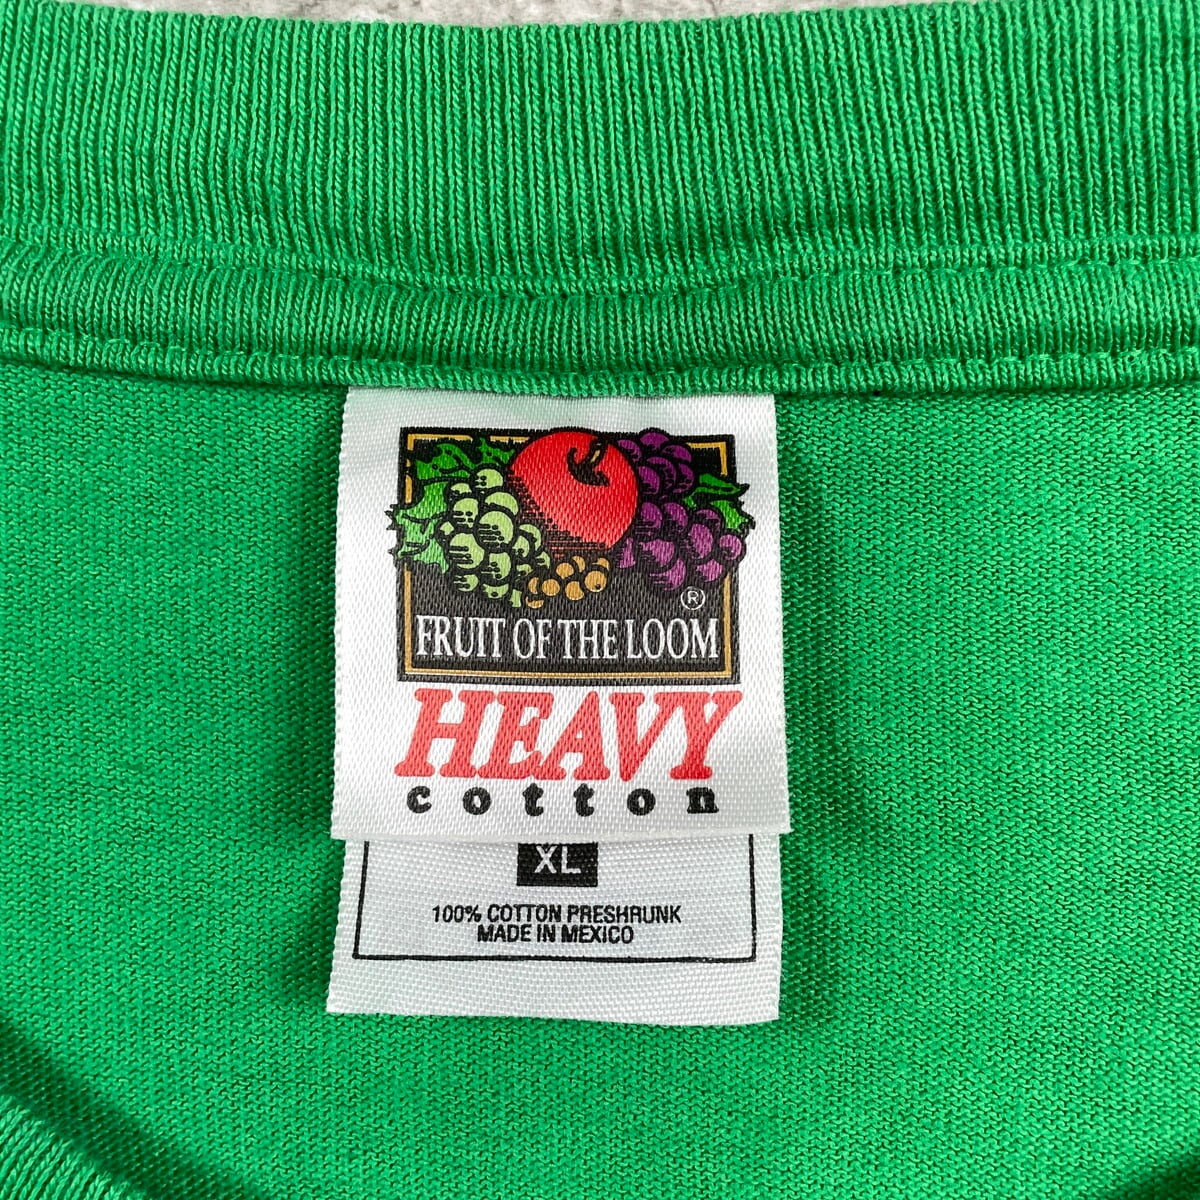 ®
FRUIT OF THE LOOM
HEAVY
cotton
XL
100% COTTON PRESHRUNK
MADE IN MEXICO